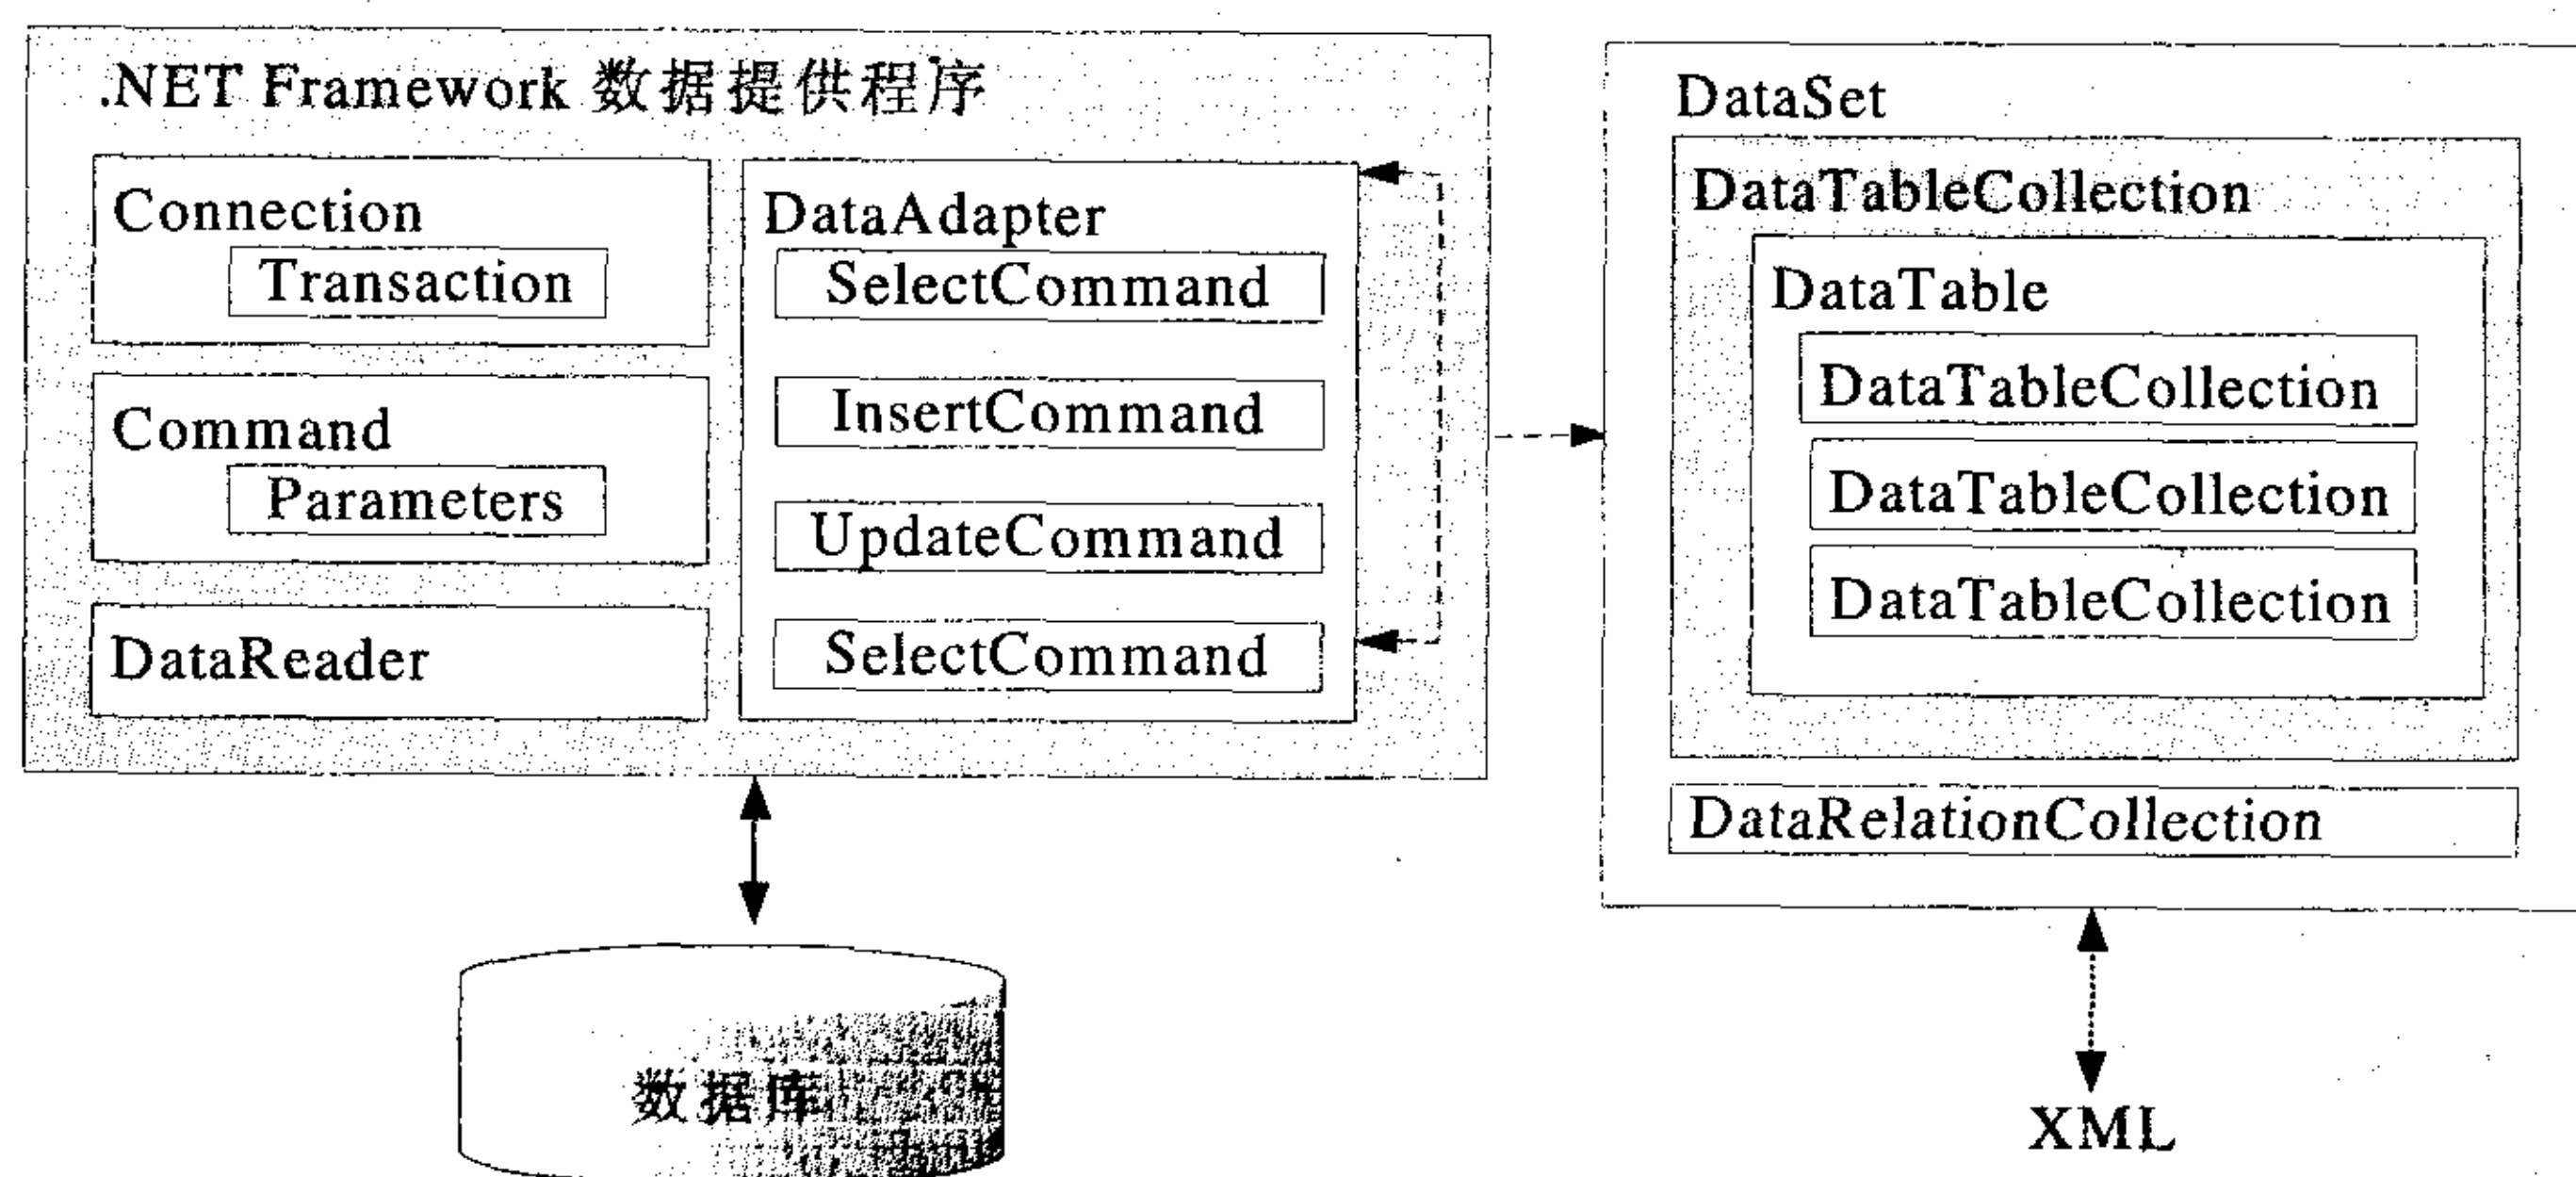 .NET Framework 数据提供程序
Connection
Transaction
Command
Parameters
DataReader
DataAdapter
SelectCommand
InsertCommand
UpdateCommand
SelectCommand
DataSet
DataTableCollection
DataTable
DataTableCollection
DataTableCollection
DataTableCollection
DataRelationCollection
数据库
XML